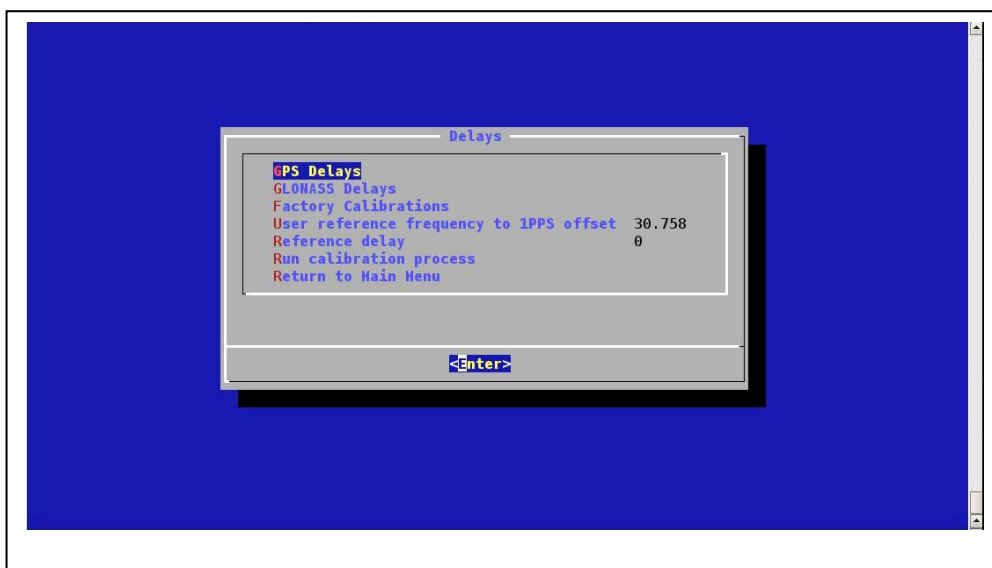 Delays
GPS Delays
GLONASS Delays
Factory Calibrations
User reference frequency to 1PPS offset 30.758
Reference delay 0
Run calibration process
Return to Main Menu
<Enter>